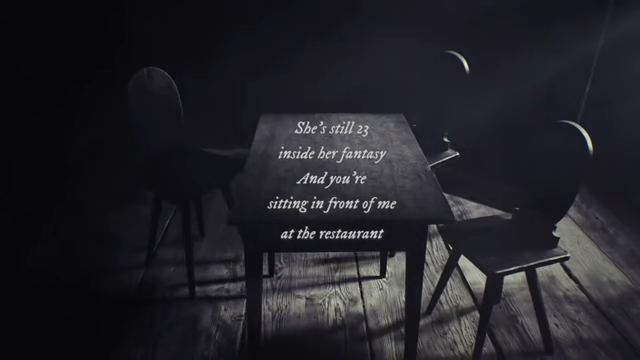 She's still 23
inside her fantasy
And you're
sitting in front of me
at the restaurant